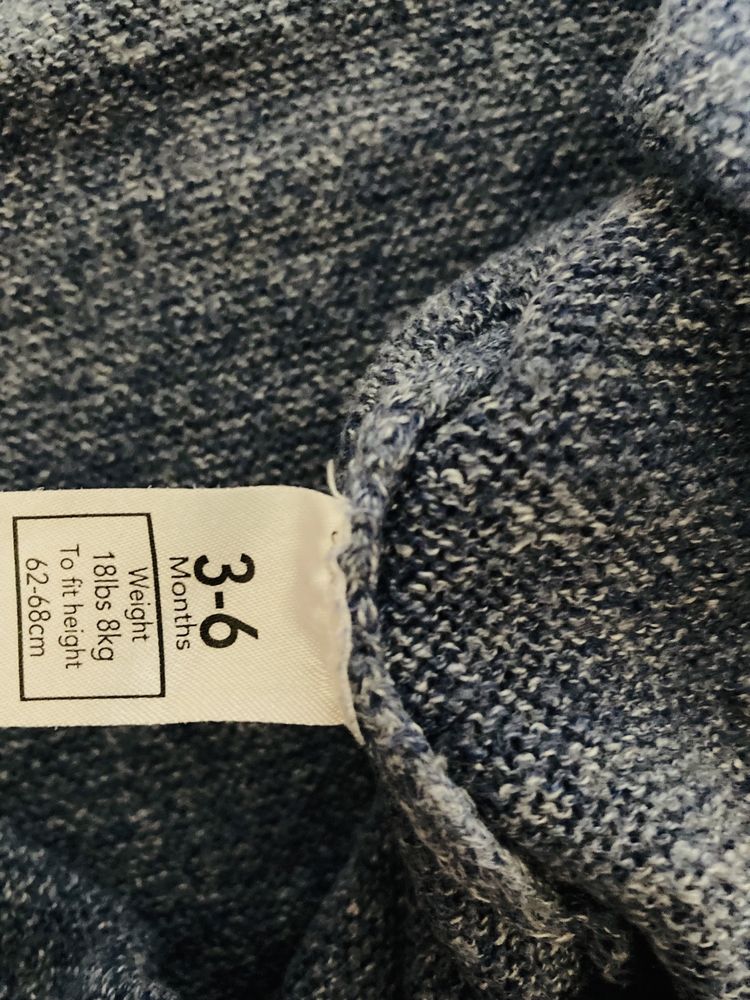 3-6
Months
Weight
18lbs 8kg
To fit height
62-68cm